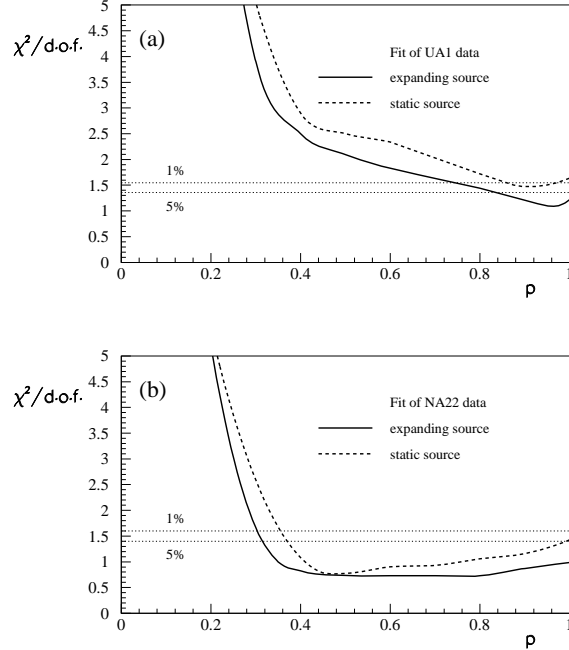 χ²/d.o.f.
(a)
Fit of UA1 data
expanding source
static source
5
4.5
4
3.5
3
2.5
2
1.5
1
0.5
0
1%
5%
0 0.2 0.4 0.6 0.8 1
p
χ²/d.o.f.
(b)
Fit of NA22 data
expanding source
static source
5
4.5
4
3.5
3
2.5
2
1.5
1
0.5
0
1%
5%
0 0.2 0.4 0.6 0.8 1
p